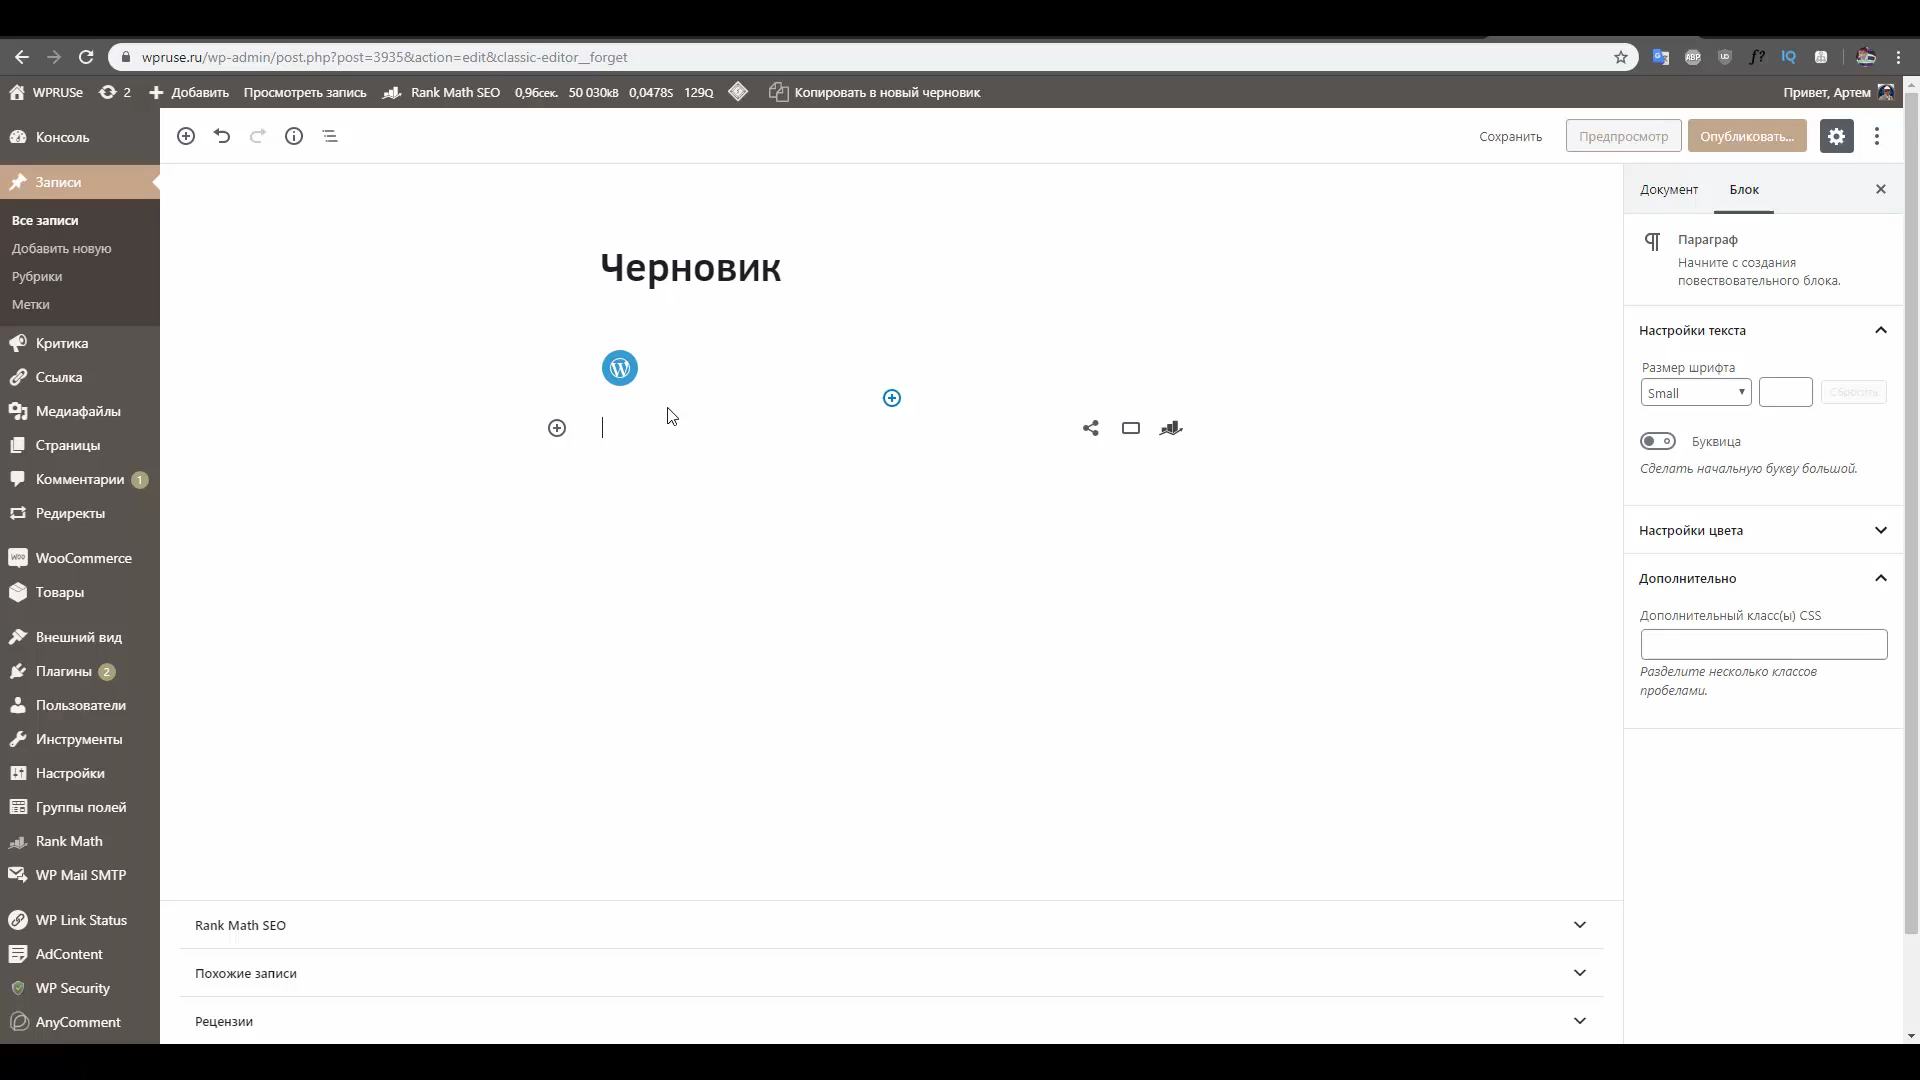 wpruse.ru/wp-admin/post.php?post=3935&action=edit&classic-editor__forget
ABP
UD
f?
IQ
WPRUSe 2 Добавить Просмотреть запись Rank Math SEO 0,96сек. 50 030кВ 0,0478s 129Q Копировать в новый черновик
Привет, Артем
Консоль
Записи
Все записи
Добавить новую
Рубрики
Метки
Критика
Ссылка
Медиафайлы
Страницы
Комментарии 1
Редиректы
WooCommerce
Товары
Внешний вид
Плагины 2
Пользователи
Инструменты
Настройки
Группы полей
Rank Math
WP Mail SMTP
WP Link Status
AdContent
WP Security
AnyComment
Сохранить
Предпросмотр
Опубликовать...
Черновик
Документ
Блок
Параграф
Начните с создания
повествовательного блока.
Настройки текста
Размер шрифта
Small
Сбросить
Буквица
Сделать начальную букву большой.
Настройки цвета
Дополнительно
Дополнительный класс(ы) CSS
Разделите несколько классов
пробелами.
Rank Math SEO
Похожие записи
Рецензии